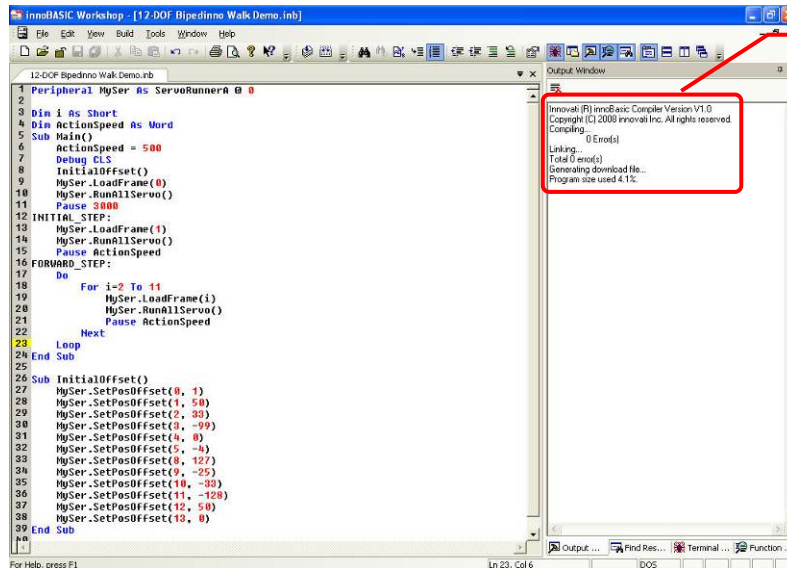 innoBASIC Workshop - [12-DOF Bipedinno Walk Demo.inb]
File Edit View Build Tools Window Help
12-DOF Bipedinno Walk Demo.inb
1 Peripheral MySer As ServoRunnerA @ 0
2
3 Dim i As Short
4 Dim ActionSpeed As Word
5 Sub Main()
6 ActionSpeed = 500
7 Debug CLS
8 InitialOffset()
9 MySer.LoadFrame(0)
10 MySer.RunAllServo()
11 Pause 3000
12 INITIAL_STEP:
13 MySer.LoadFrame(1)
14 MySer.RunAllServo()
15 Pause ActionSpeed
16 FORWARD_STEP:
17 Do
18 For i=2 To 11
19 MySer.LoadFrame(i)
20 MySer.RunAllServo()
21 Pause ActionSpeed
22 Next
23 Loop
24 End Sub
25
26 Sub InitialOffset()
27 MySer.SetPosOffset(0, 1)
28 MySer.SetPosOffset(1, 50)
29 MySer.SetPosOffset(2, 33)
30 MySer.SetPosOffset(3, -99)
31 MySer.SetPosOffset(4, 0)
32 MySer.SetPosOffset(5, -4)
33 MySer.SetPosOffset(8, 127)
34 MySer.SetPosOffset(9, -25)
35 MySer.SetPosOffset(10, -33)
36 MySer.SetPosOffset(11, -128)
37 MySer.SetPosOffset(12, 50)
38 MySer.SetPosOffset(13, 0)
39 End Sub
40
Output Window
Innovati (R) innoBasic Compiler Version V1.0
Copyright (C) 2008 innovati Inc. All rights reserved.
Compiling...
0 Error(s)
Linking...
Total 0 error(s)
Generating download file...
Program size used 4.1%.
Output ... Find Res... Terminal ... Function ...
For Help, press F1 Ln 23, Col 6 DOS